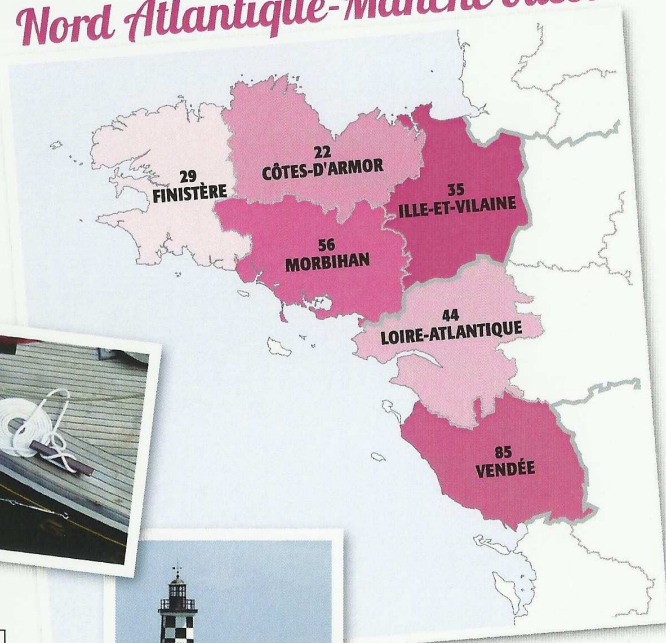 Nord Atlantique-Manche
22
CÔTES-D'ARMOR
29
FINISTÈRE
35
ILLE-ET-VILAINE
56
MORBIHAN
44
LOIRE-ATLANTIQUE
85
VENDÉE